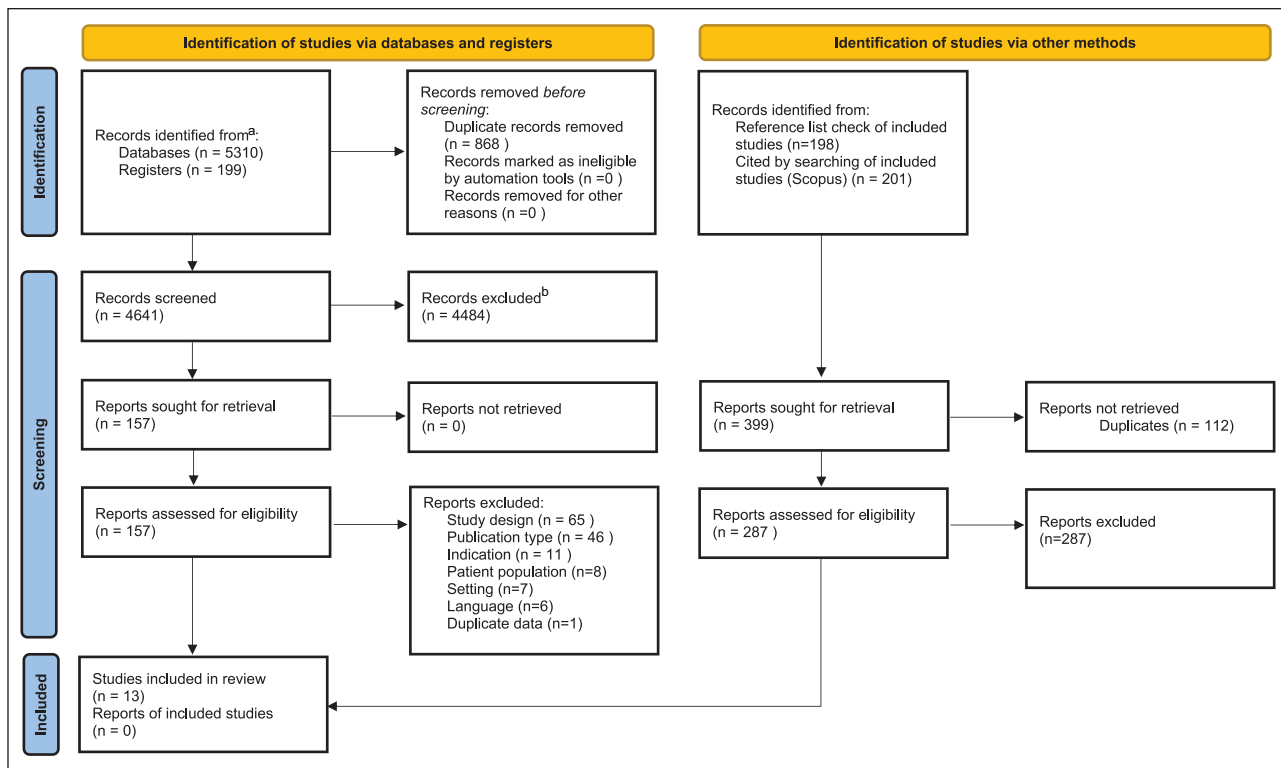 Identification of studies via databases and registers
Identification of studies via other methods
Identification
Records identified froma:
Databases (n = 5310)
Registers (n = 199)
Records removed before
screening:
Duplicate records removed
(n = 868 )
Records marked as ineligible
by automation tools (n =0 )
Records removed for other
reasons (n =0 )
Records identified from:
Reference list check of included
studies (n=198)
Cited by searching of included
studies (Scopus) (n = 201)
Screening
Records screened
(n = 4641)
Records excludedb
(n = 4484)
Reports sought for retrieval
(n = 157)
Reports not retrieved
(n = 0)
Reports sought for retrieval
(n = 399)
Reports not retrieved
Duplicates (n = 112)
Reports assessed for eligibility
(n = 157)
Reports excluded:
Study design (n = 65 )
Publication type (n = 46 )
Indication (n = 11 )
Patient population (n=8)
Setting (n=7)
Language (n=6)
Duplicate data (n=1)
Reports assessed for eligibility
(n = 287 )
Reports excluded
(n=287)
Included
Studies included in review
(n = 13)
Reports of included studies
(n = 0)